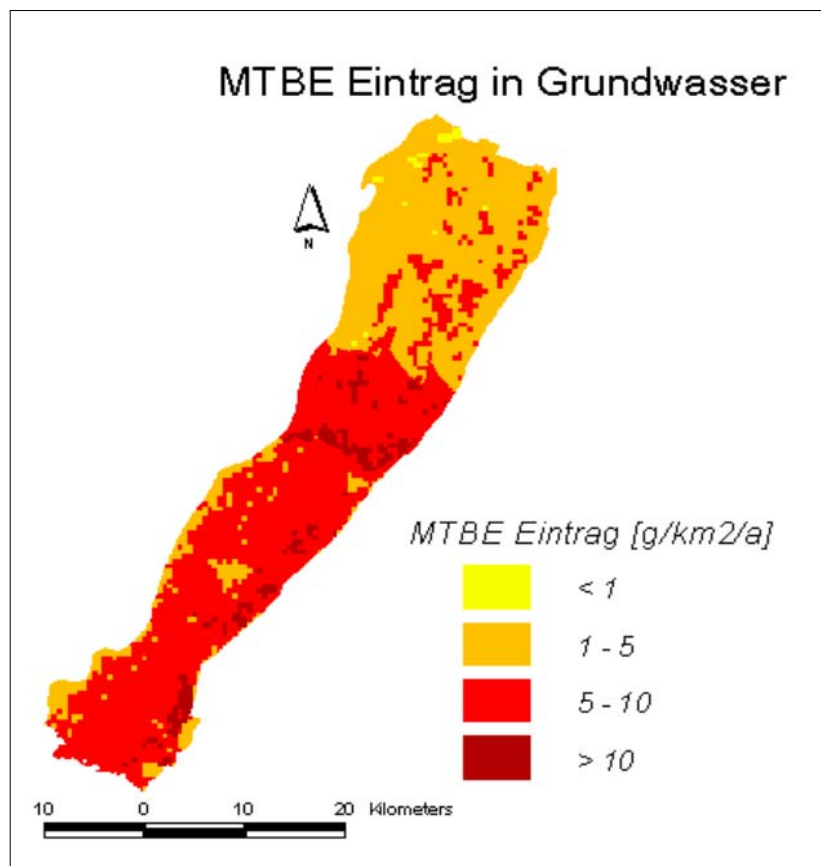 MTBE Eintrag in Grundwasser
N
MTBE Eintrag [g/km2/a]
< 1
1 - 5
5 - 10
> 10
10 0 10 20 Kilometers